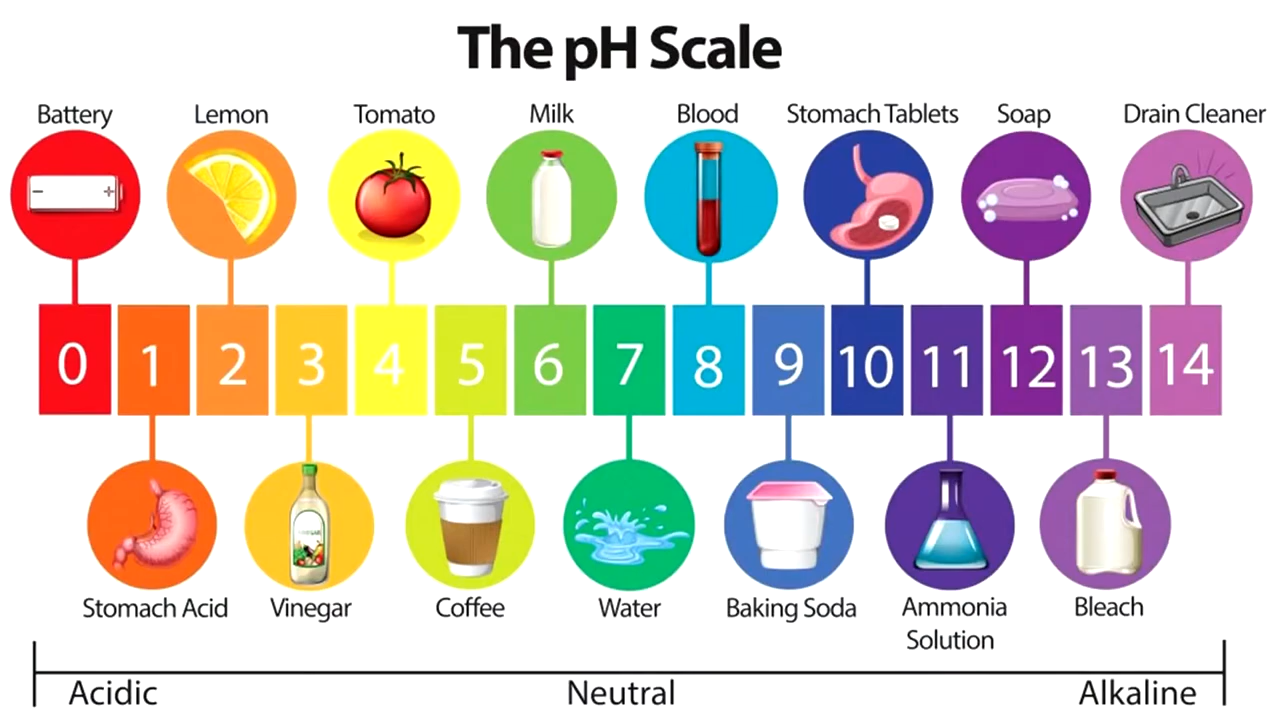 The pH Scale
Battery
Lemon
Tomato
Milk
Blood
Stomach Tablets
Soap
Drain Cleaner
0
1
2
3
4
5
6
7
8
9
10
11
12
13
14
Stomach Acid
Vinegar
Coffee
Water
Baking Soda
Ammonia
Solution
Bleach
Acidic
Neutral
Alkaline